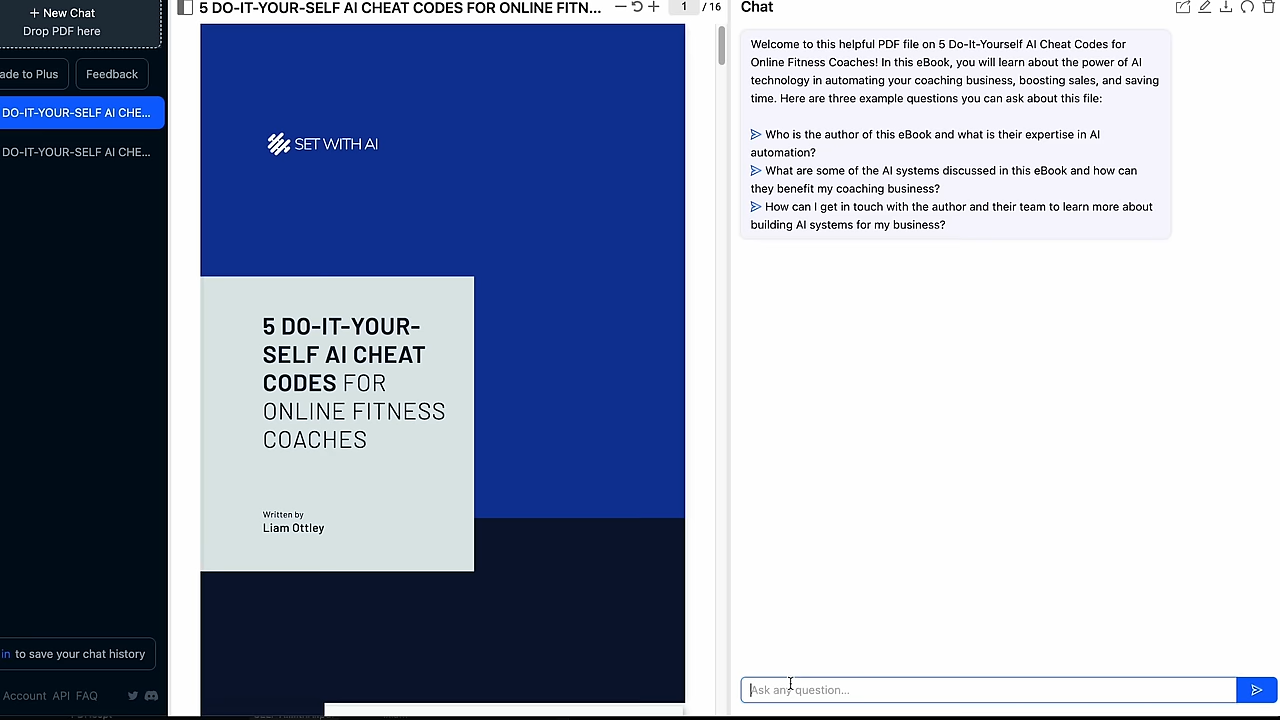 + New Chat
Drop PDF here
ade to Plus
Feedback
DO-IT-YOUR-SELF AI CHE...
DO-IT-YOUR-SELF AI CHE...
in to save your chat history
Account API FAQ
5 DO-IT-YOUR-SELF AI CHEAT CODES FOR ONLINE FITN...
1 / 16
SET WITH AI
5 DO-IT-YOUR-
SELF AI CHEAT
CODES FOR
ONLINE FITNESS
COACHES
Written by
Liam Ottley
Chat
Welcome to this helpful PDF file on 5 Do-It-Yourself AI Cheat Codes for
Online Fitness Coaches! In this eBook, you will learn about the power of AI
technology in automating your coaching business, boosting sales, and saving
time. Here are three example questions you can ask about this file:
Who is the author of this eBook and what is their expertise in AI
automation?
What are some of the AI systems discussed in this eBook and how can
they benefit my coaching business?
How can I get in touch with the author and their team to learn more about
building AI systems for my business?
Ask any question...